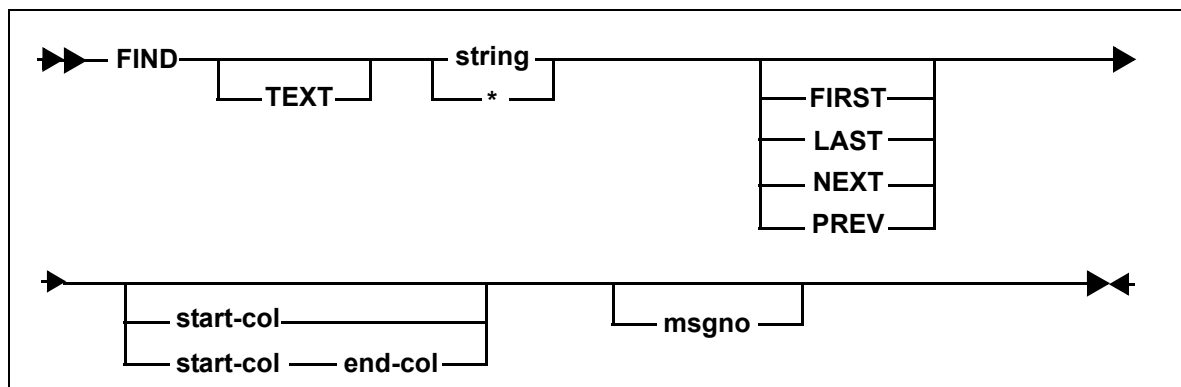 FIND string
TEXT *
FIRST
LAST
NEXT
PREV
start-col msgno
start-col end-col